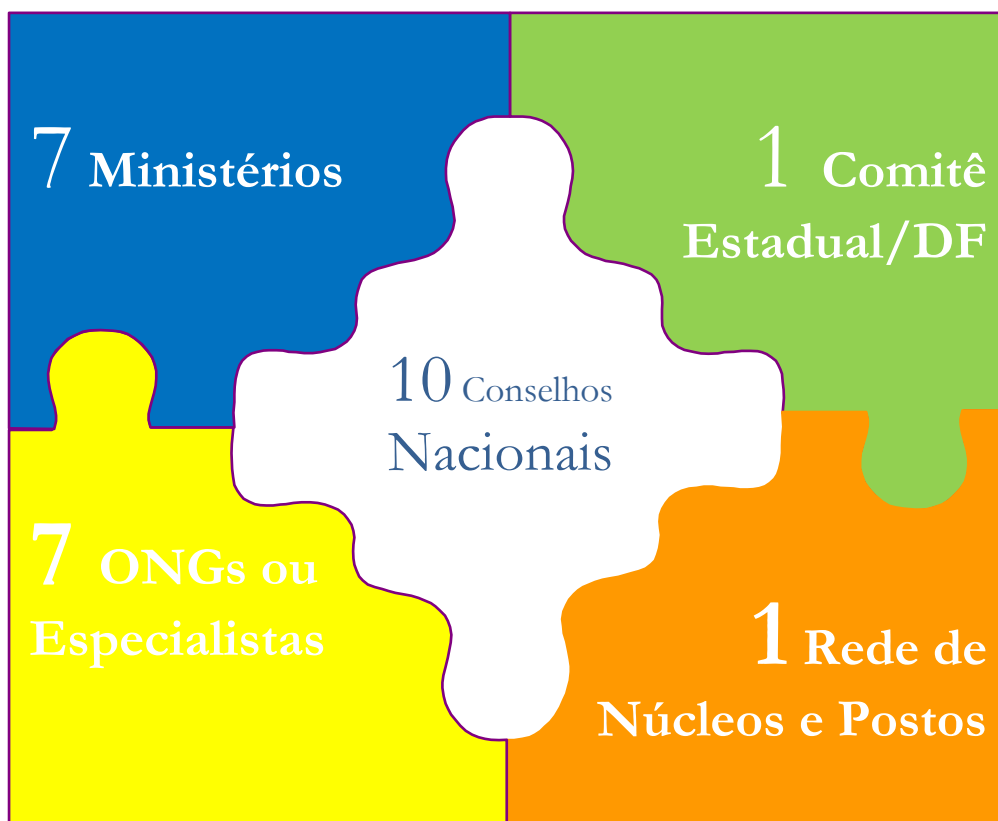 7 Ministérios
1 Comitê
Estadual/DF
10 Conselhos
Nacionais
7 ONGs ou
Especialistas
1 Rede de
Núcleos e Postos